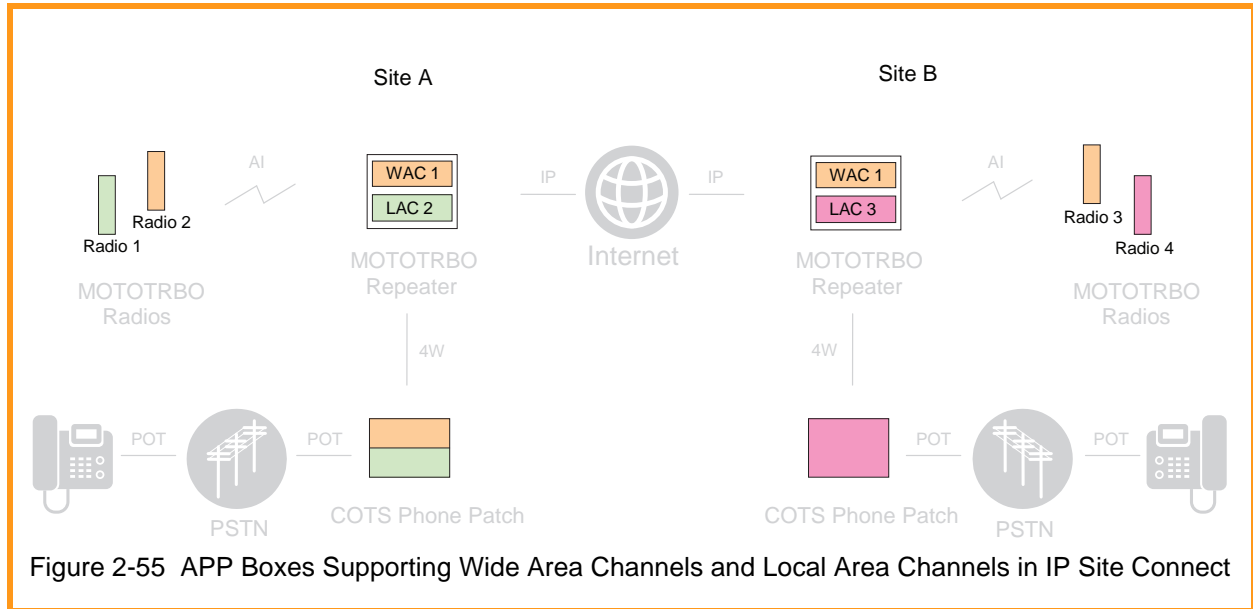 Site A
Site B
AI
WAC 1
LAC 2
IP
IP
WAC 1
LAC 3
AI
Radio 2
Radio 1
Radio 3
Radio 4
MOTOTRBO
Radios
MOTOTRBO
Repeater
Internet
MOTOTRBO
Repeater
MOTOTRBO
Radios
4W
4W
POT
POT
POT
POT
PSTN
COTS Phone Patch
COTS Phone Patch
PSTN
Figure 2-55 APP Boxes Supporting Wide Area Channels and Local Area Channels in IP Site Connect